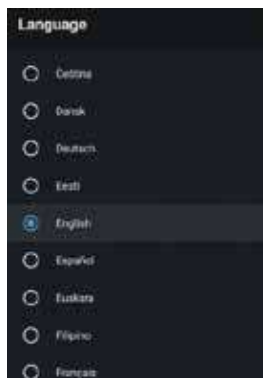 Language
Čeština
Dansk
Deutsch
Eesti
English
Español
Euskara
Filipino
Français